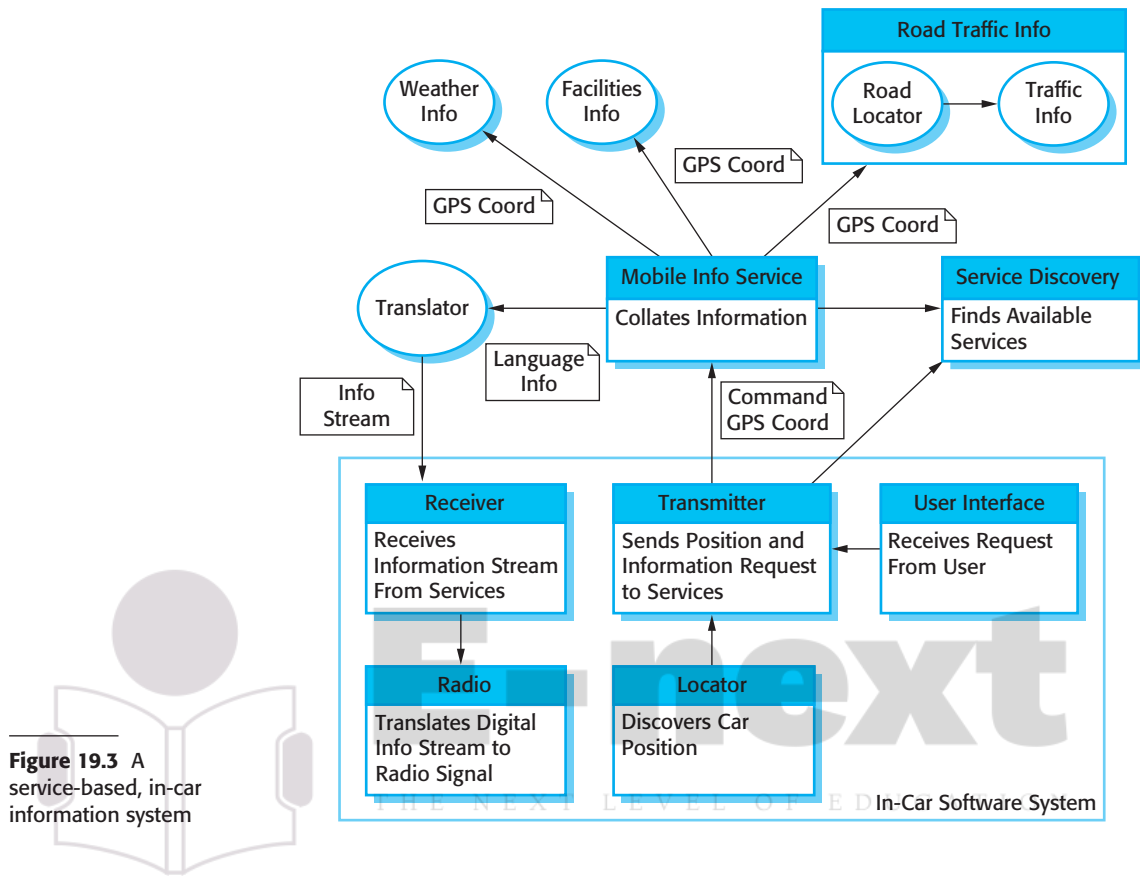 Road Traffic Info
Weather
Info
Facilities
Info
Road
Locator
Traffic
Info
GPS Coord
GPS Coord
GPS Coord
Mobile Info Service
Collates Information
Service Discovery
Finds Available
Services
Translator
Language
Info
Info
Stream
Command
GPS Coord
Receiver
Receives
Information Stream
From Services
Transmitter
Sends Position and
Information Request
to Services
User Interface
Receives Request
From User
Radio
Translates Digital
Info Stream to
Radio Signal
Locator
Discovers Car
Position
In-Car Software System
Figure 19.3 A
service-based, in-car
information system
E-next
THE NEXT LEVEL OF EDUCATION